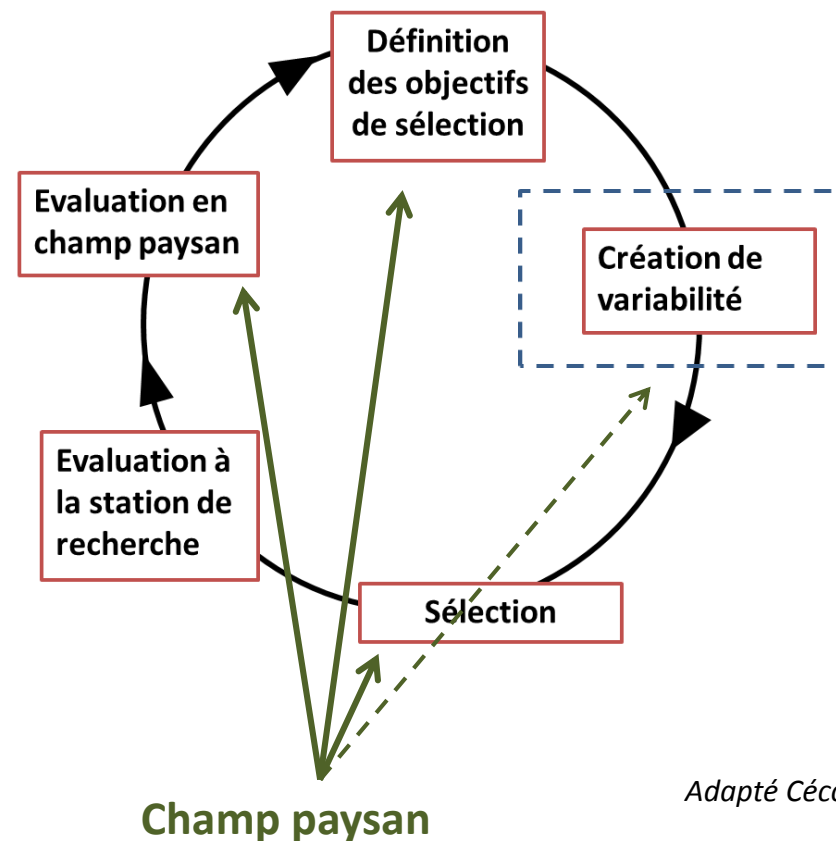 Définition
des objectifs
de sélection
Evaluation en
champ paysan
Création de
variabilité
Evaluation à
la station de
recherche
Sélection
Adapté
Champ paysan